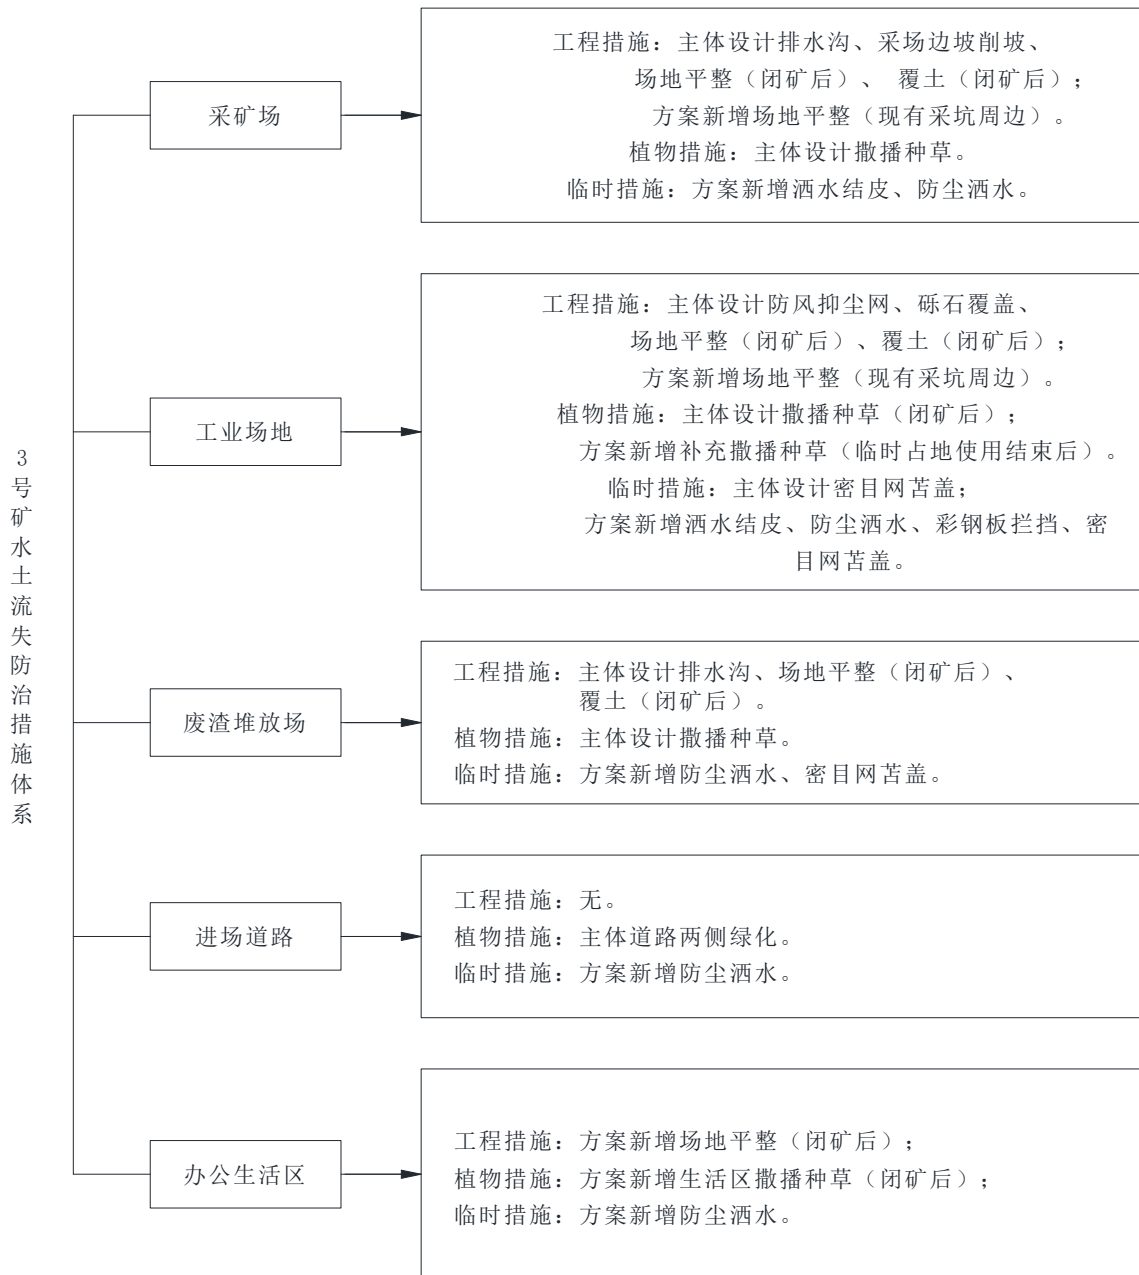 3号矿水土流失防治措施体系
采矿场
工程措施：主体设计排水沟、采场边坡削坡、
场地平整（闭矿后）、 覆土（闭矿后）；
方案新增场地平整（现有采坑周边）。
植物措施：主体设计撒播种草。
临时措施：方案新增洒水结皮、防尘洒水。
工业场地
工程措施：主体设计防风抑尘网、砾石覆盖、
场地平整（闭矿后）、覆土（闭矿后）；
方案新增场地平整（现有采坑周边）。
植物措施：主体设计撒播种草（闭矿后）；
方案新增补充撒播种草（临时占地使用结束后）。
临时措施：主体设计密目网苫盖；
方案新增洒水结皮、防尘洒水、彩钢板拦挡、密
目网苫盖。
废渣堆放场
工程措施：主体设计排水沟、场地平整（闭矿后）、
覆土（闭矿后）。
植物措施：主体设计撒播种草。
临时措施：方案新增防尘洒水、密目网苫盖。
进场道路
工程措施：无。
植物措施：主体道路两侧绿化。
临时措施：方案新增防尘洒水。
办公生活区
工程措施：方案新增场地平整（闭矿后）；
植物措施：方案新增生活区撒播种草（闭矿后）；
临时措施：方案新增防尘洒水。